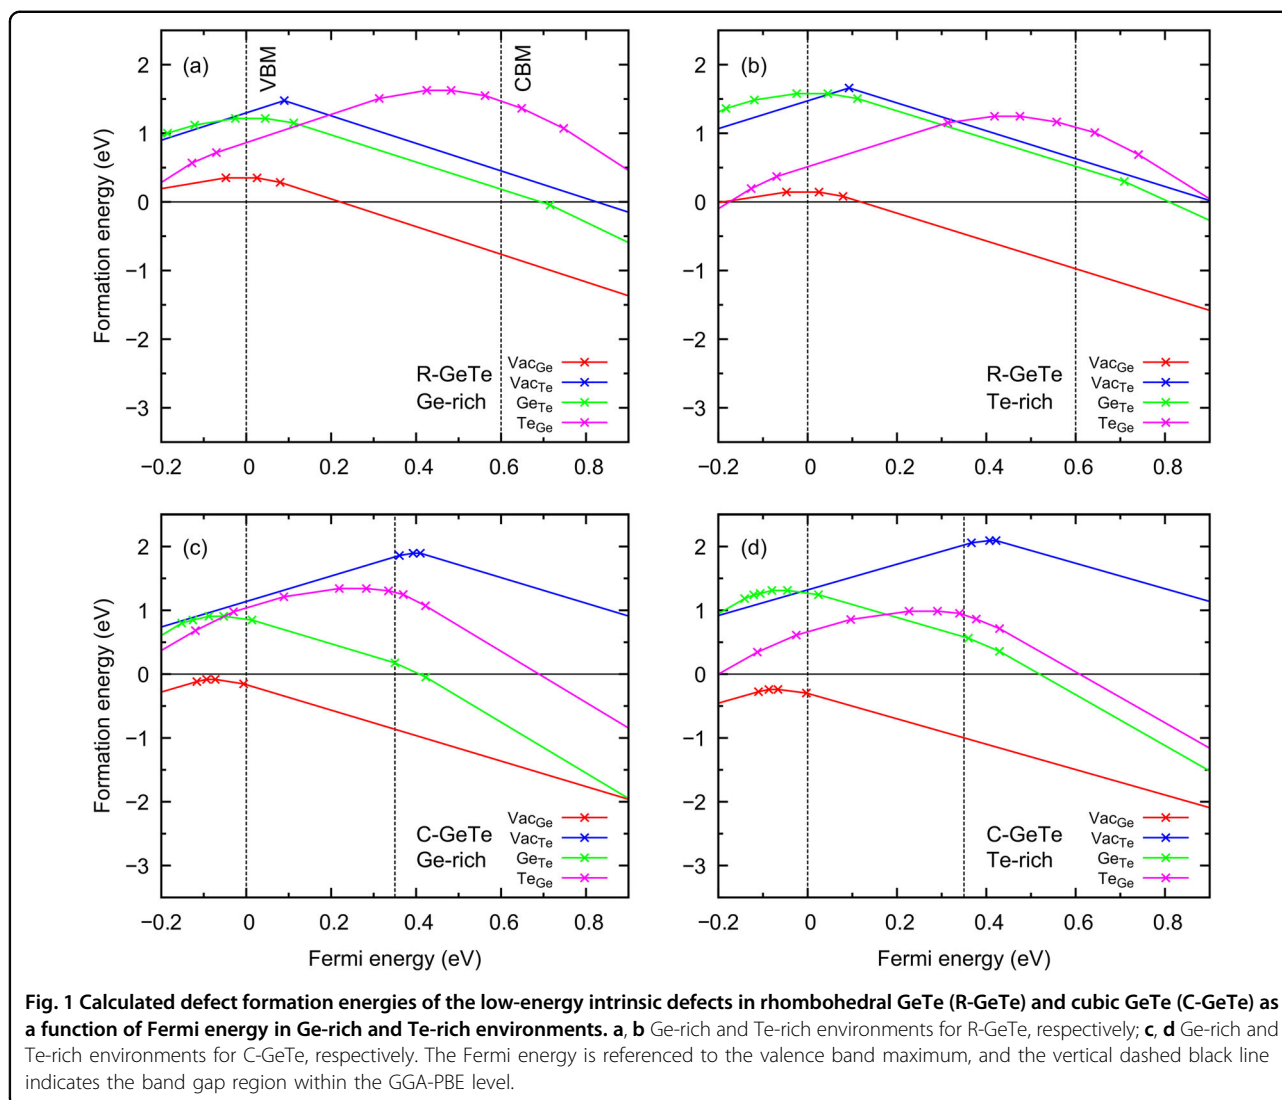 (a)
VBM
CBM
Formation energy (eV)
2
1
0
−1
−2
−3
R-GeTe
Ge-rich
VacGe
VacTe
GeTe
TeGe
−0.2 0 0.2 0.4 0.6 0.8
(b)
2
1
0
−1
−2
−3
R-GeTe
Te-rich
VacGe
VacTe
GeTe
TeGe
−0.2 0 0.2 0.4 0.6 0.8
(c)
Formation energy (eV)
2
1
0
−1
−2
−3
C-GeTe
Ge-rich
VacGe
VacTe
GeTe
TeGe
−0.2 0 0.2 0.4 0.6 0.8
Fermi energy (eV)
(d)
2
1
0
−1
−2
−3
C-GeTe
Te-rich
VacGe
VacTe
GeTe
TeGe
−0.2 0 0.2 0.4 0.6 0.8
Fermi energy (eV)
Fig. 1 Calculated defect formation energies of the low-energy intrinsic defects in rhombohedral GeTe (R-GeTe) and cubic GeTe (C-GeTe) as
a function of Fermi energy in Ge-rich and Te-rich environments. a, b Ge-rich and Te-rich environments for R-GeTe, respectively; c, d Ge-rich and
Te-rich environments for C-GeTe, respectively. The Fermi energy is referenced to the valence band maximum, and the vertical dashed black line
indicates the band gap region within the GGA-PBE level.